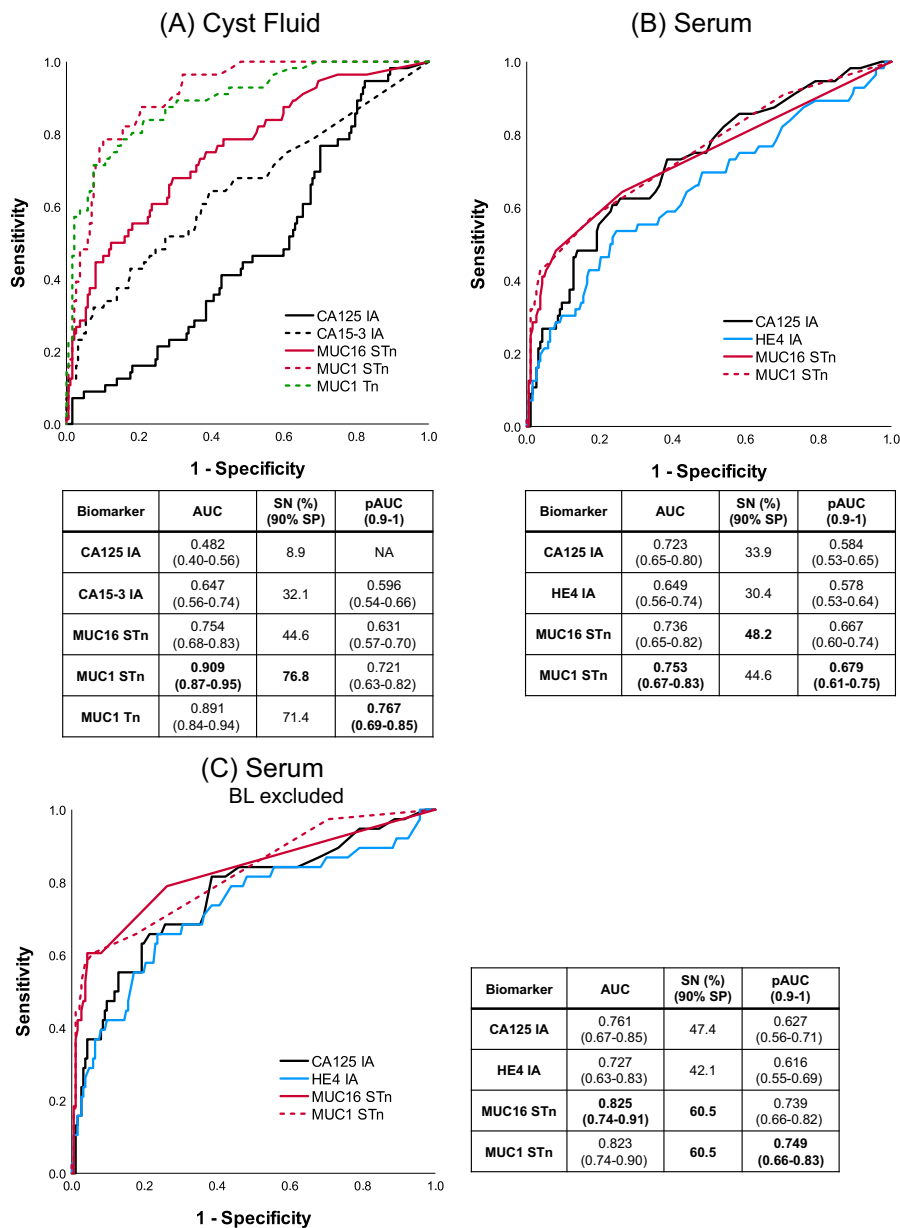 (A) Cyst Fluid
1.0
0.8
0.6
0.4
0.2
0.0
Sensitivity
CA125 IA
CA15-3 IA
MUC16 STn
MUC1 STn
MUC1 Tn
0.0 0.2 0.4 0.6 0.8 1.0
1 - Specificity
Biomarker AUC SN (%) (90% SP) pAUC (0.9-1)
CA125 IA 0.482 (0.40-0.56) 8.9 NA
CA15-3 IA 0.647 (0.56-0.74) 32.1 0.596 (0.54-0.66)
MUC16 STn 0.754 (0.68-0.83) 44.6 0.631 (0.57-0.70)
MUC1 STn 0.909 (0.87-0.95) 76.8 0.721 (0.63-0.82)
MUC1 Tn 0.891 (0.84-0.94) 71.4 0.767 (0.69-0.85)
(B) Serum
1.0
0.8
0.6
0.4
0.2
0.0
Sensitivity
CA125 IA
HE4 IA
MUC16 STn
MUC1 STn
0.0 0.2 0.4 0.6 0.8 1.0
1 - Specificity
Biomarker AUC SN (%) (90% SP) pAUC (0.9-1)
CA125 IA 0.723 (0.65-0.80) 33.9 0.584 (0.53-0.65)
HE4 IA 0.649 (0.56-0.74) 30.4 0.578 (0.53-0.64)
MUC16 STn 0.736 (0.65-0.82) 48.2 0.667 (0.60-0.74)
MUC1 STn 0.753 (0.67-0.83) 44.6 0.679 (0.61-0.75)
(C) Serum
BL excluded
1.0
0.8
0.6
0.4
0.2
0.0
Sensitivity
CA125 IA
HE4 IA
MUC16 STn
MUC1 STn
0.0 0.2 0.4 0.6 0.8 1.0
1 - Specificity
Biomarker AUC SN (%) (90% SP) pAUC (0.9-1)
CA125 IA 0.761 (0.67-0.85) 47.4 0.627 (0.56-0.71)
HE4 IA 0.727 (0.63-0.83) 42.1 0.616 (0.55-0.69)
MUC16 STn 0.825 (0.74-0.91) 60.5 0.739 (0.66-0.82)
MUC1 STn 0.823 (0.74-0.90) 60.5 0.749 (0.66-0.83)